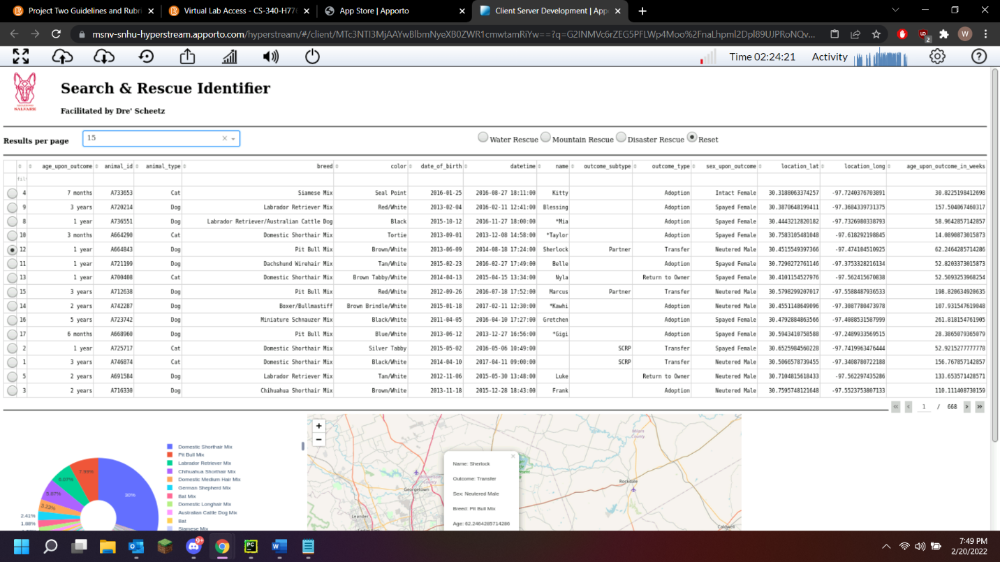 Project Two Guidelines and Rubri
Virtual Lab Access - CS-340-H776
App Store | Apporto
Client Server Development | App
msnv-snhu-hyperstream.apporto.com/hyperstream/#/client/
W
2
Time 02:24:21 Activity
SALVARE
Search & Rescue Identifier
Facilitated by Dre' Scheetz
Results per page 15
Water Rescue Mountain Rescue Disaster Rescue Reset
age_upon_outcome animal_id animal_type breed color date_of_birth datetime name outcome_subtype outcome_type sex_upon_outcome location_lat location_long age_upon_outcome_in_weeks
4 7 months A733653 Cat Siamese Mix Seal Point 2016-01-25 2016-08-27 18:11:00 Kitty Adoption Intact Female 30.3188063374257 -97.7240376703891 30.8225198412698
9 3 years A720214 Dog Labrador Retriever Mix Red/White 2013-02-04 2016-02-11 12:41:00 Blessing Adoption Spayed Female 30.3870648199411 -97.3684339731375 157.504067460317
8 1 year A736551 Dog Labrador Retriever/Australian Cattle Dog Black 2015-10-12 2016-11-27 18:00:00 *Mia Adoption Spayed Female 30.4443212820182 -97.7326980338793 58.9642857142857
10 3 months A664290 Cat Domestic Shorthair Mix Tortie 2013-09-01 2013-12-08 14:58:00 *Taylor Adoption Spayed Female 30.7583105481048 -97.618292198845 14.0890873015873
12 1 year A664843 Dog Pit Bull Mix Brown/White 2013-06-09 2014-08-18 17:24:00 Sherlock Partner Transfer Neutered Male 30.4515549397366 -97.474104510925 62.2464285714286
11 1 year A721199 Dog Dachshund Wirehair Mix Tan/White 2015-02-23 2016-02-27 17:49:00 Belle Adoption Spayed Female 30.7290272761146 -97.3753328216134 52.8203373015873
13 1 year A700408 Cat Domestic Shorthair Mix Brown Tabby/White 2014-04-13 2015-04-15 13:34:00 Nyla Return to Owner Spayed Female 30.4101154527976 -97.562415670838 52.5093253968254
15 3 years A712638 Dog Pit Bull Mix Red/White 2012-09-26 2016-07-18 17:52:00 Marcus Partner Transfer Neutered Male 30.5798299207017 -97.5588487936533 198.820634920635
14 2 years A742287 Dog Boxer/Bullmastiff Brown Brindle/White 2015-01-18 2017-02-11 12:30:00 *Kawhi Adoption Neutered Male 30.4551148649096 -97.3087780473978 107.931547619048
16 5 years A723742 Dog Miniature Schnauzer Mix Black/White 2011-04-05 2016-04-10 17:27:00 Gretchen Adoption Spayed Female 30.4792884863566 -97.4088531587999 261.818154761905
17 6 months A668960 Dog Pit Bull Mix Blue/White 2013-06-12 2013-12-27 16:56:00 *Gigi Adoption Spayed Female 30.5943410758588 -97.2489933569515 28.3865079365079
2 1 year A725717 Cat Domestic Shorthair Mix Silver Tabby 2015-05-02 2016-05-06 10:49:00 SCRP Transfer Spayed Female 30.6525984560228 -97.7419963476444 52.9215277777778
1 3 years A746874 Cat Domestic Shorthair Mix Black/White 2014-04-10 2017-04-11 09:00:00 SCRP Transfer Neutered Male 30.5066578739455 -97.3408780722188 156.767857142857
5 2 years A691584 Dog Labrador Retriever Mix Tan/White 2012-11-06 2015-05-30 13:48:00 Luke Return to Owner Neutered Male 30.7104815618433 -97.562297435286 133.653571428571
3 2 years A716330 Dog Chihuahua Shorthair Mix Brown/White 2013-11-18 2015-12-28 18:43:00 Frank Adoption Neutered Male 30.7595748121648 -97.5523753807133 110.111408730159
« < 1 / 668 > »
Domestic Shorthair Mix
Pit Bull Mix
Labrador Retriever Mix
Chihuahua Shorthair Mix
Domestic Medium Hair Mix
German Shepherd Mix
Bat Mix
Domestic Longhair Mix
Australian Cattle Dog Mix
Bat
Siamese Mix
30%
7.99%
6.07%
5.87%
3.23%
2.41%
1.88%
+
−
Name: Sherlock
Outcome: Transfer
Sex: Neutered Male
Breed: Pit Bull Mix
Age: 62.2464285714286
Milam
County
Williamson
County
Georgetown
Rockdale
Leander
Caldwell
9+
PC
W
7:49 PM
2/20/2022